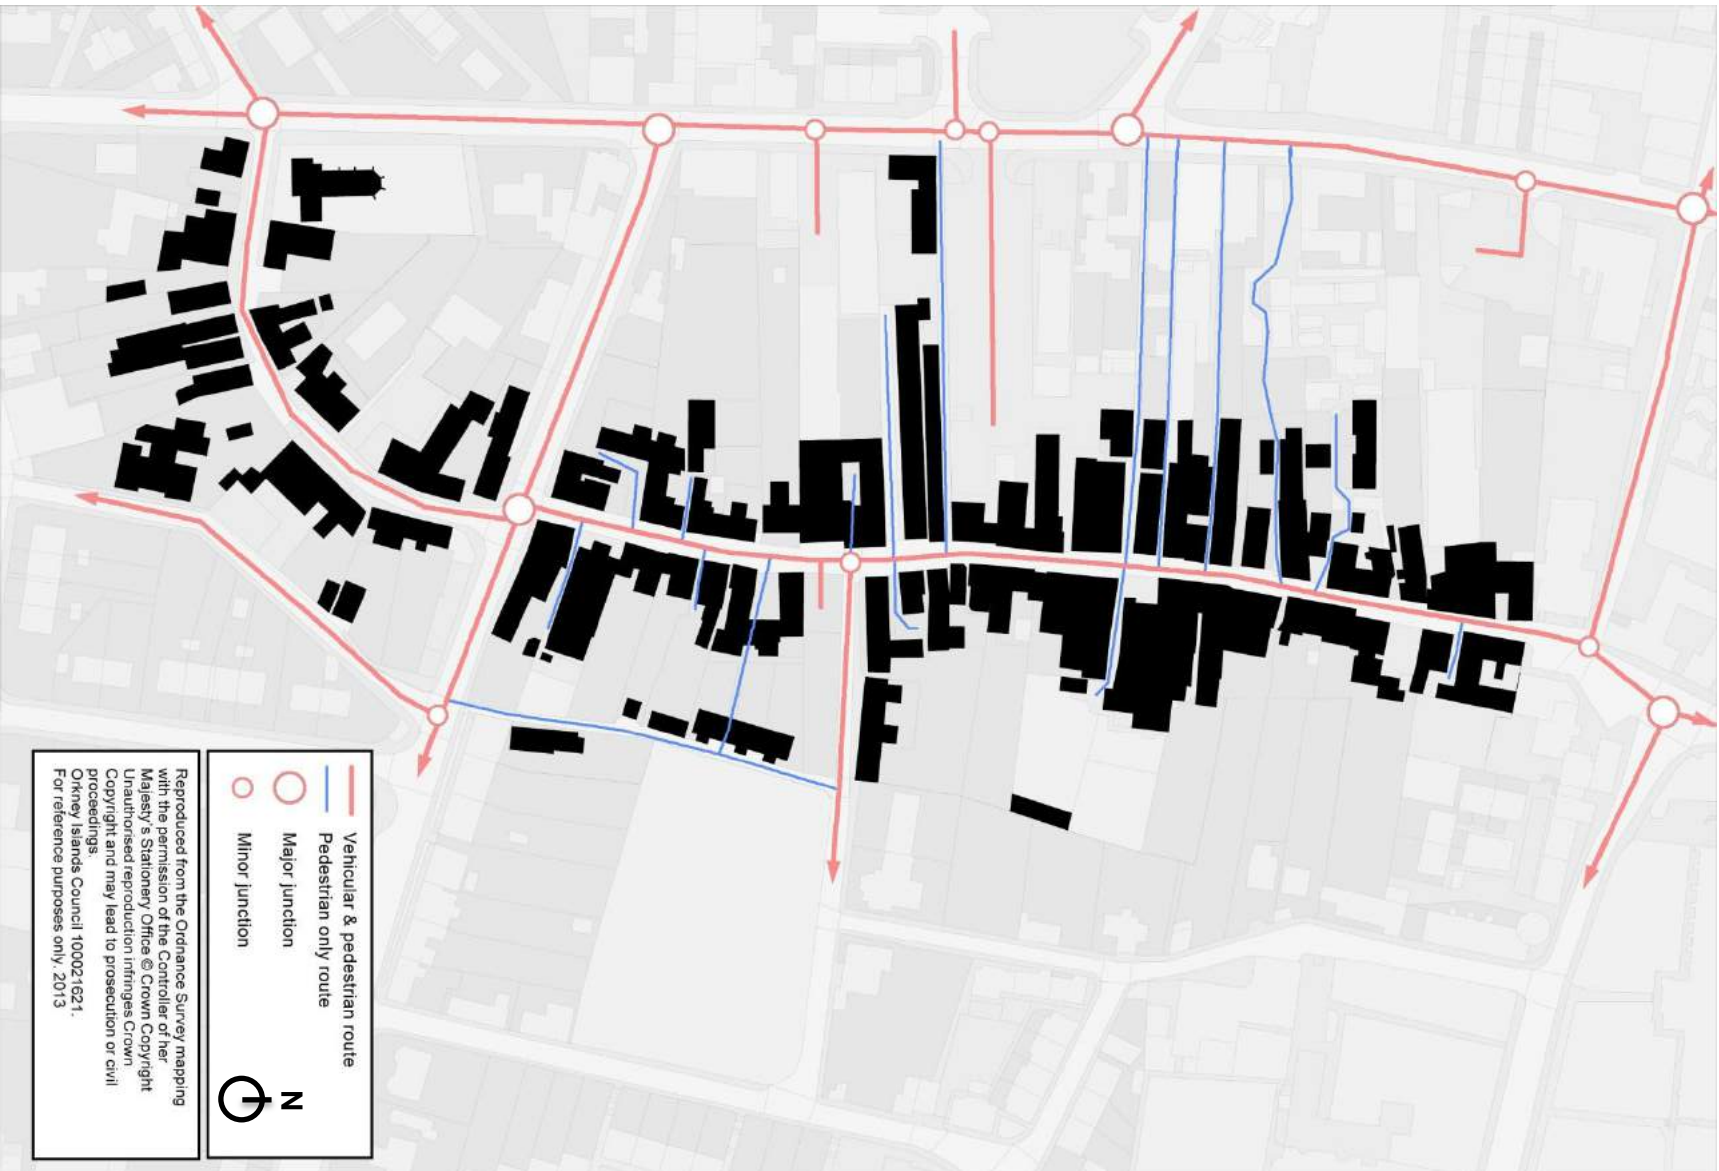 Vehicular & pedestrian route
Pedestrian only route
Major junction
Minor junction
N
Reproduced from the Ordnance Survey mapping
with the permission of the Controller of her
Majesty's Stationery Office © Crown Copyright
Unauthorised reproduction infringes Crown
Copyright and may lead to prosecution or civil
proceedings.
Orkney Islands Council 100021621.
For reference purposes only. 2013